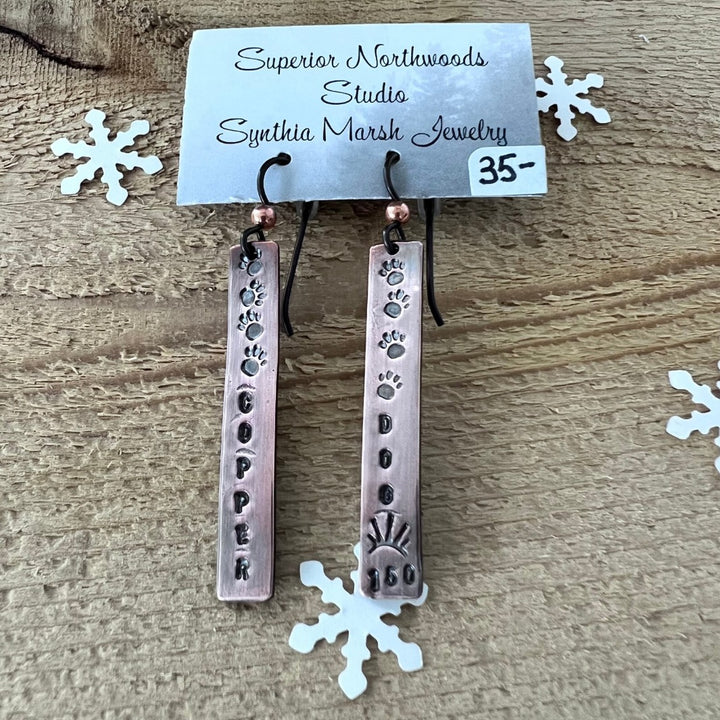 Superior Northwoods
Studio
Synthia Marsh Jewelry
35-
COPPER
DOG
150